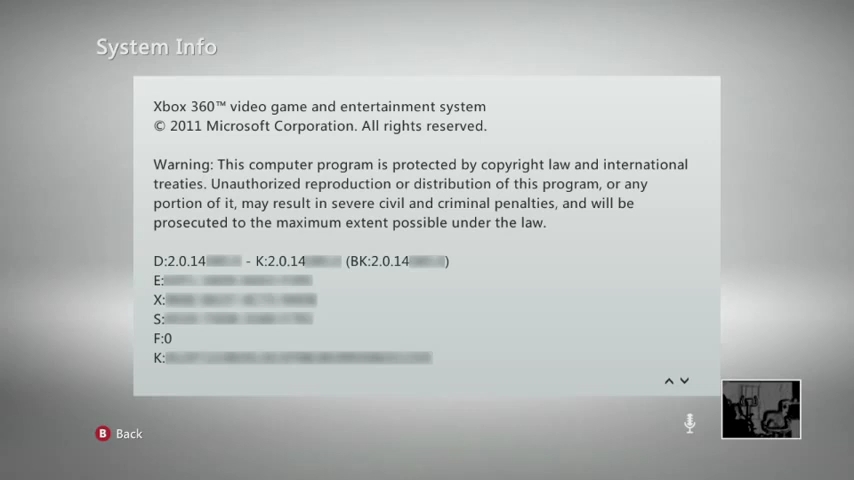 System Info
Xbox 360™ video game and entertainment system
© 2011 Microsoft Corporation. All rights reserved.
Warning: This computer program is protected by copyright law and international
treaties. Unauthorized reproduction or distribution of this program, or any
portion of it, may result in severe civil and criminal penalties, and will be
prosecuted to the maximum extent possible under the law.
D:2.0.14 - K:2.0.14 (BK:2.0.14 )
E:
X:
S:
F:0
K:
B Back